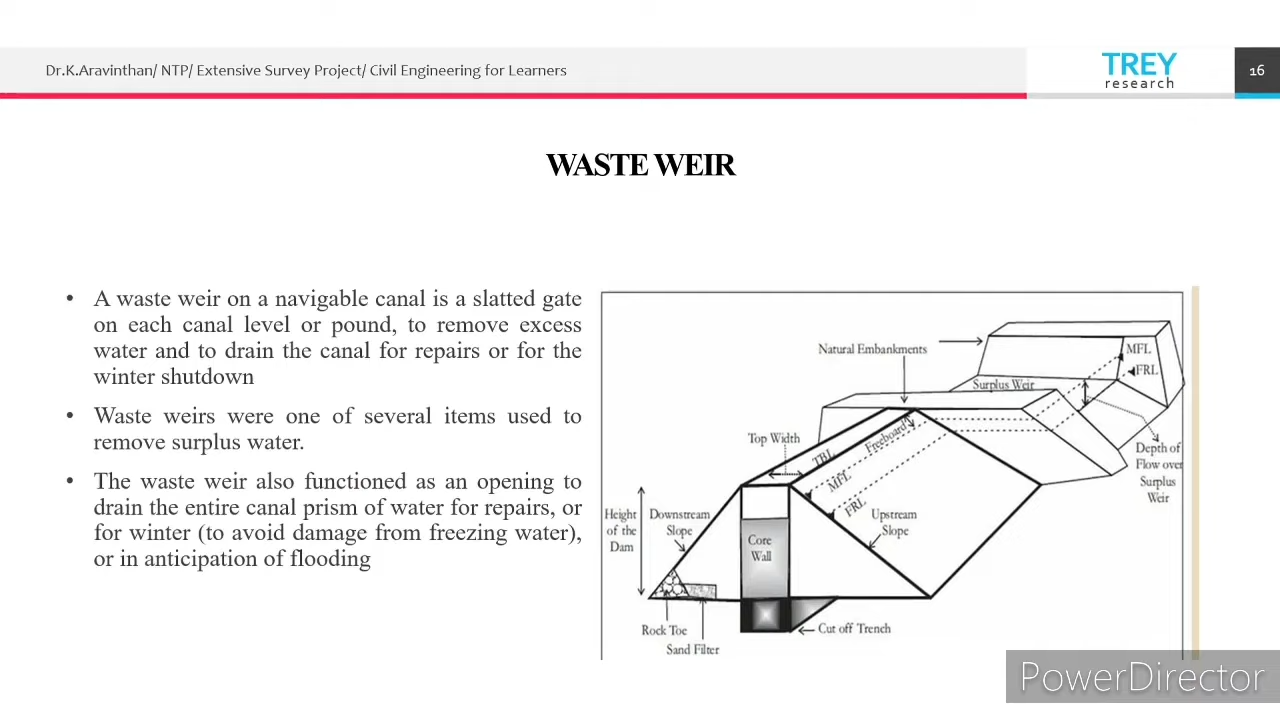 Dr.K.Aravinthan/ NTP/ Extensive Survey Project/ Civil Engineering for Learners
TREY
research
16
WASTE WEIR
• A waste weir on a navigable canal is a slatted gate
on each canal level or pound, to remove excess
water and to drain the canal for repairs or for the
winter shutdown
• Waste weirs were one of several items used to
remove surplus water.
• The waste weir also functioned as an opening to
drain the entire canal prism of water for repairs, or
for winter (to avoid damage from freezing water),
or in anticipation of flooding
Natural Embankments
MFL
FRL
Surplus Weir
Top Width
TBL
Freeboard
MFL
FRL
Depth of
Flow over
Surplus
Weir
Height
of the
Dam
Downstream
Slope
Core
Wall
Upstream
Slope
Rock Toe
Sand Filter
Cut off Trench
PowerDirector